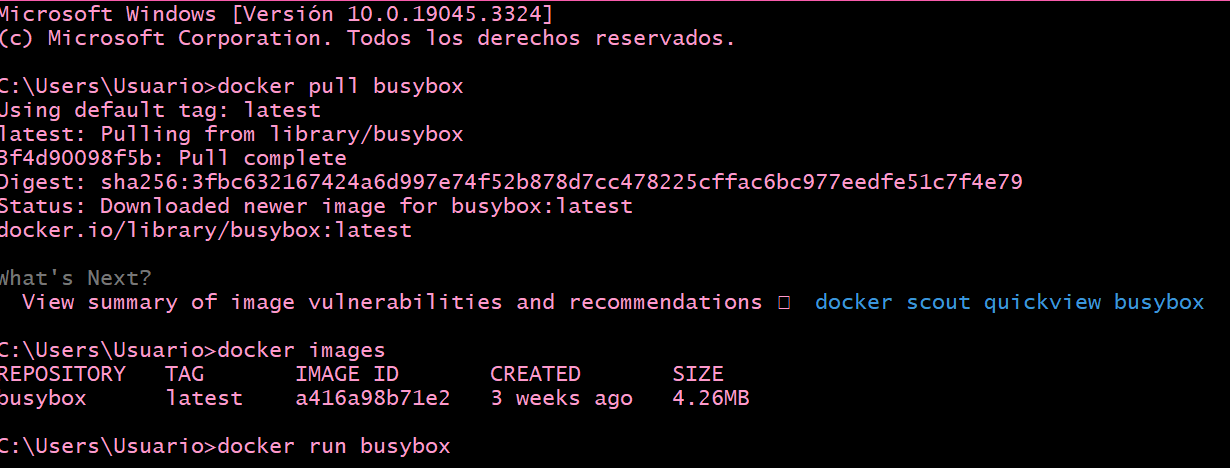 Microsoft Windows [Versión 10.0.19045.3324]
(c) Microsoft Corporation. Todos los derechos reservados.
C:\Users\Usuario>docker pull busybox
Using default tag: latest
latest: Pulling from library/busybox
3f4d90098f5b: Pull complete
Digest: sha256:3fbc632167424a6d997e74f52b878d7cc478225cffac6bc977eedfe51c7f4e79
Status: Downloaded newer image for busybox:latest
docker.io/library/busybox:latest
What's Next?
View summary of image vulnerabilities and recommendations □ docker scout quickview busybox
C:\Users\Usuario>docker images
REPOSITORY TAG IMAGE ID CREATED SIZE
busybox latest a416a98b71e2 3 weeks ago 4.26MB
C:\Users\Usuario>docker run busybox